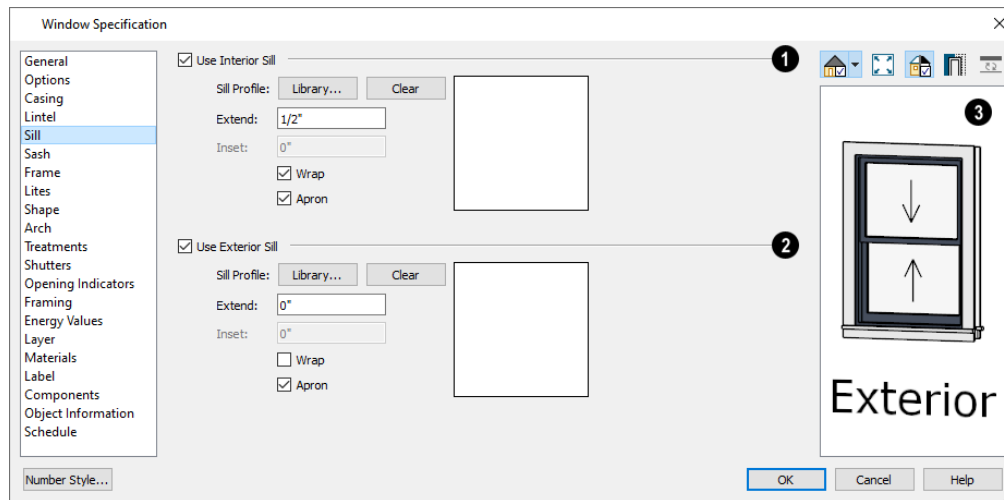 Window Specification
General
Options
Casing
Lintel
Sill
Sash
Frame
Lites
Shape
Arch
Treatments
Shutters
Opening Indicators
Framing
Energy Values
Layer
Materials
Label
Components
Object Information
Schedule
Number Style...
Use Interior Sill
1
Sill Profile: Library... Clear
Extend: 1/2"
Inset: 0"
Wrap
Apron
Use Exterior Sill
2
Sill Profile: Library... Clear
Extend: 0"
Inset: 0"
Wrap
Apron
3
Exterior
OK Cancel Help